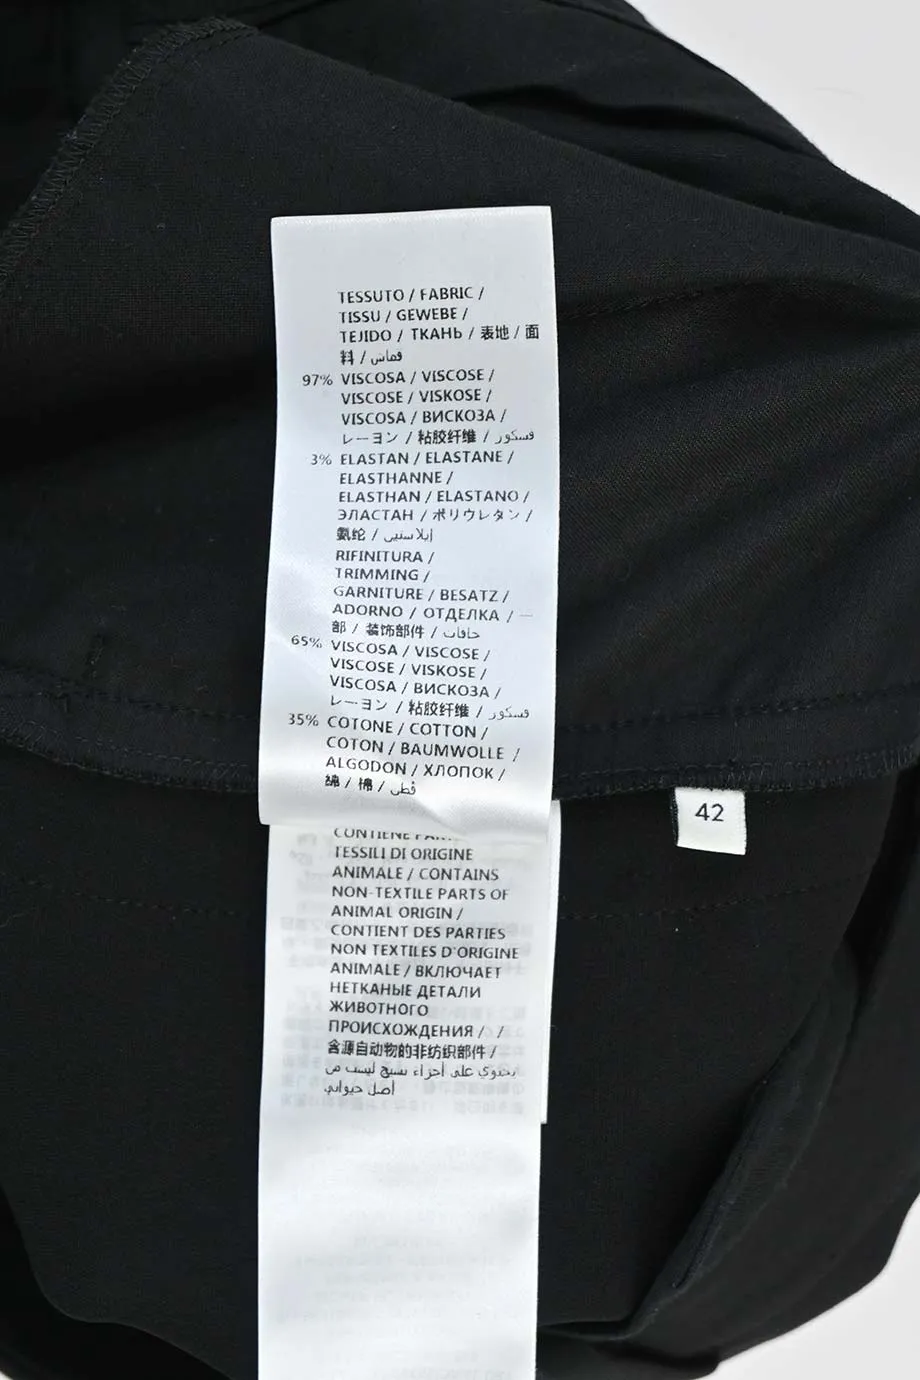 TESSUTO / FABRIC /
TISSU / GEWEBE /
TEJIDO / ТКАНЬ / 表地 / 面
料 / قماش
97% VISCOSA / VISCOSE /
VISCOSE / VISKOSE /
VISCOSA / ВИСКОЗА /
レーヨン / 粘胶纤维 / فسكوز
3% ELASTAN / ELASTANE /
ELASTHANNE /
ELASTHAN / ELASTANO /
ЭЛАСТАН / ポリウレタン /
氨纶 / إيلاستيي
RIFINITURA /
TRIMMING /
GARNITURE / BESATZ /
ADORNO / ОТДЕЛКА / 一
部 / 装饰部件 / حافات
65% VISCOSA / VISCOSE /
VISCOSE / VISKOSE /
VISCOSA / ВИСКОЗА /
レーヨン / 粘胶纤维 / فسكوز
35% COTONE / COTTON /
COTON / BAUMWOLLE /
ALGODON / ХЛОПОК /
綿 / 棉 / قطن
42
CONTIENE
TESSILI DI ORIGINE
ANIMALE / CONTAINS
NON-TEXTILE PARTS OF
ANIMAL ORIGIN /
CONTIENT DES PARTIES
NON TEXTILES D'ORIGINE
ANIMALE / ВКЛЮЧАЕТ
НЕТКАНЫЕ ДЕТАЛИ
ЖИВОТНОГО
ПРОИСХОЖДЕНИЯ / /
含源自动物的非纺织部件 /
يحتوي على أجزاء نسيج ليست من
أصل حيواني